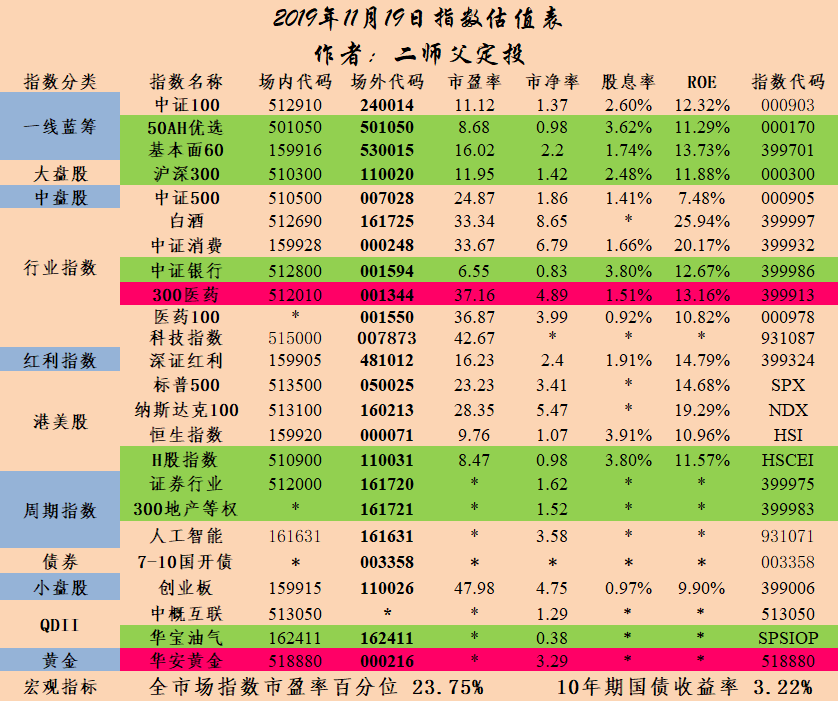 2019年11月19日指数估值表
作者：二师父定投
指数分类 指数名称 场内代码 场外代码 市盈率 市净率 股息率 ROE 指数代码
一线蓝筹 中证100 512910 240014 11.12 1.37 2.60% 12.32% 000903
50AH优选 501050 501050 8.68 0.98 3.62% 11.29% 000170
基本面60 159916 530015 16.02 2.2 1.74% 13.73% 399701
大盘股 沪深300 510300 110020 11.95 1.42 2.48% 11.88% 000300
中盘股 中证500 510500 007028 24.87 1.86 1.41% 7.48% 000905
行业指数 白酒 512690 161725 33.34 8.65 * 25.94% 399997
中证消费 159928 000248 33.67 6.79 1.66% 20.17% 399932
中证银行 512800 001594 6.55 0.83 3.80% 12.67% 399986
300医药 512010 001344 37.16 4.89 1.51% 13.16% 399913
医药100 * 001550 36.87 3.99 0.92% 10.82% 000978
科技指数 515000 007873 42.67 * * * 931087
红利指数 深证红利 159905 481012 16.23 2.4 1.91% 14.79% 399324
港美股 标普500 513500 050025 23.23 3.41 * 14.68% SPX
纳斯达克100 513100 160213 28.35 5.47 * 19.29% NDX
恒生指数 159920 000071 9.76 1.07 3.91% 10.96% HSI
H股指数 510900 110031 8.47 0.98 3.80% 11.57% HSCEI
周期指数 证券行业 512000 161720 * 1.62 * * 399975
300地产等权 * 161721 * 1.52 * * 399983
人工智能 161631 161631 * 3.58 * * 931071
债券 7-10国开债 * 003358 * * * * 003358
小盘股 创业板 159915 110026 47.98 4.75 0.97% 9.90% 399006
QDII 中概互联 513050 * * 1.29 * * 513050
华宝油气 162411 162411 * 0.38 * * SPSIOP
黄金 华安黄金 518880 000216 * 3.29 * * 518880
宏观指标 全市场指数市盈率百分位 23.75% 10年期国债收益率 3.22%